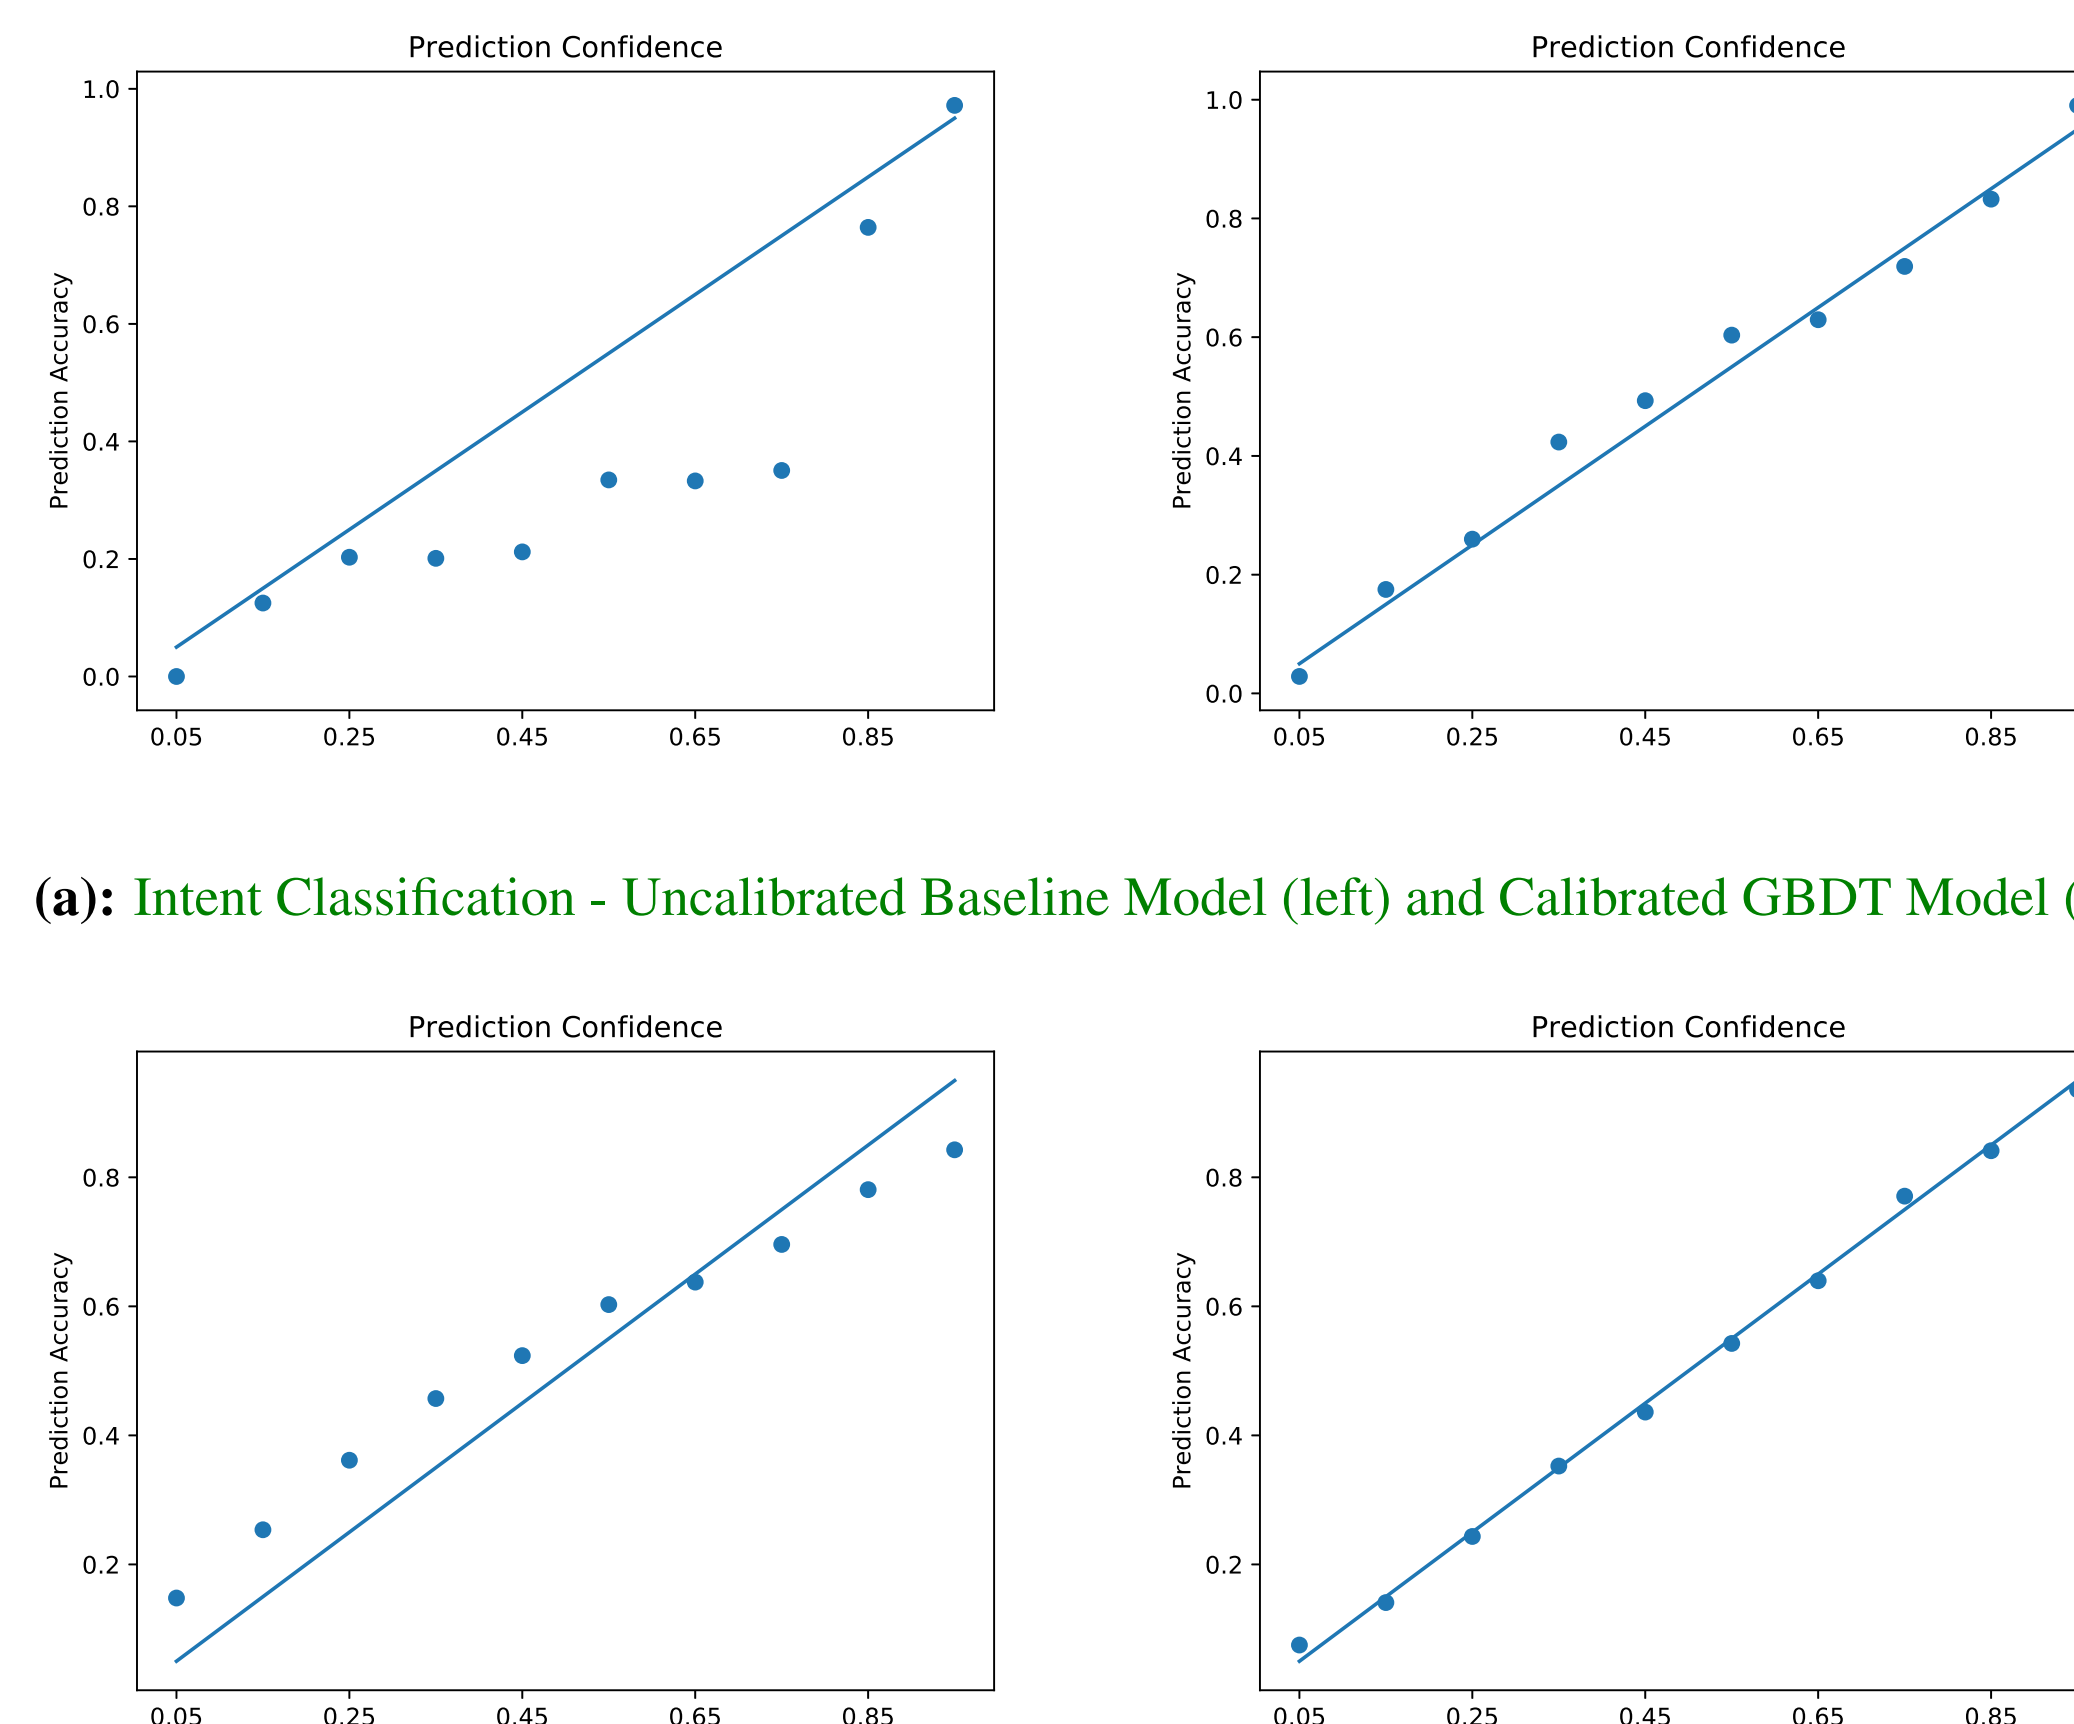 Prediction Confidence
Prediction Confidence
1.0
0.8
0.6
0.4
0.2
0.0
Prediction Accuracy
0.05 0.25 0.45 0.65 0.85
1.0
0.8
0.6
0.4
0.2
0.0
Prediction Accuracy
0.05 0.25 0.45 0.65 0.85
(a): Intent Classification - Uncalibrated Baseline Model (left) and Calibrated GBDT Model (
Prediction Confidence
Prediction Confidence
0.8
0.6
0.4
0.2
Prediction Accuracy
0.05 0.25 0.45 0.65 0.85
0.8
0.6
0.4
0.2
Prediction Accuracy
0.05 0.25 0.45 0.65 0.85